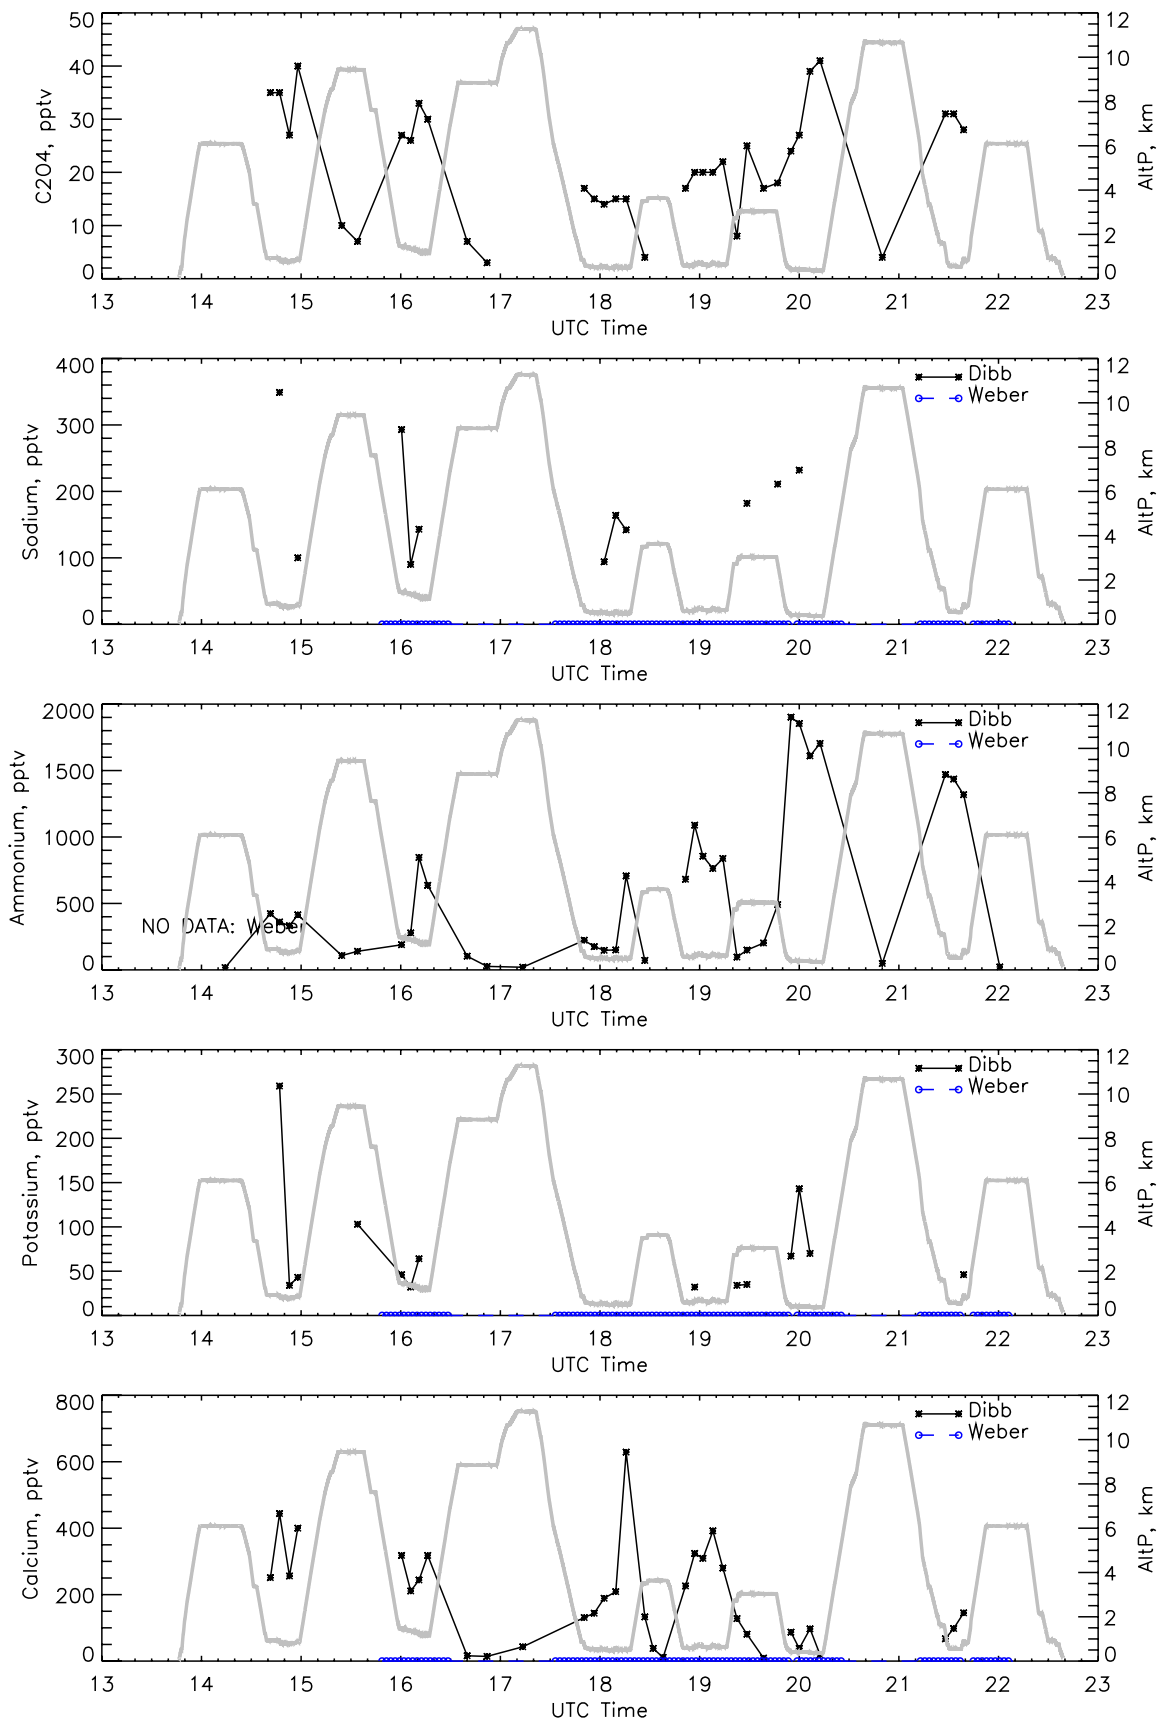 50
40
30
20
10
0
C2O4, pptv
12
10
8
6
4
2
0
AltP, km
13 14 15 16 17 18 19 20 21 22 23
UTC Time
400
300
200
100
0
Sodium, pptv
Dibb
Weber
12
10
8
6
4
2
0
AltP, km
13 14 15 16 17 18 19 20 21 22 23
UTC Time
2000
1500
1000
500
0
Ammonium, pptv
NO DATA: Weber
Dibb
Weber
12
10
8
6
4
2
0
AltP, km
13 14 15 16 17 18 19 20 21 22 23
UTC Time
300
250
200
150
100
50
0
Potassium, pptv
Dibb
Weber
12
10
8
6
4
2
0
AltP, km
13 14 15 16 17 18 19 20 21 22 23
UTC Time
800
600
400
200
0
Calcium, pptv
Dibb
Weber
12
10
8
6
4
2
0
AltP, km
13 14 15 16 17 18 19 20 21 22 23
UTC Time